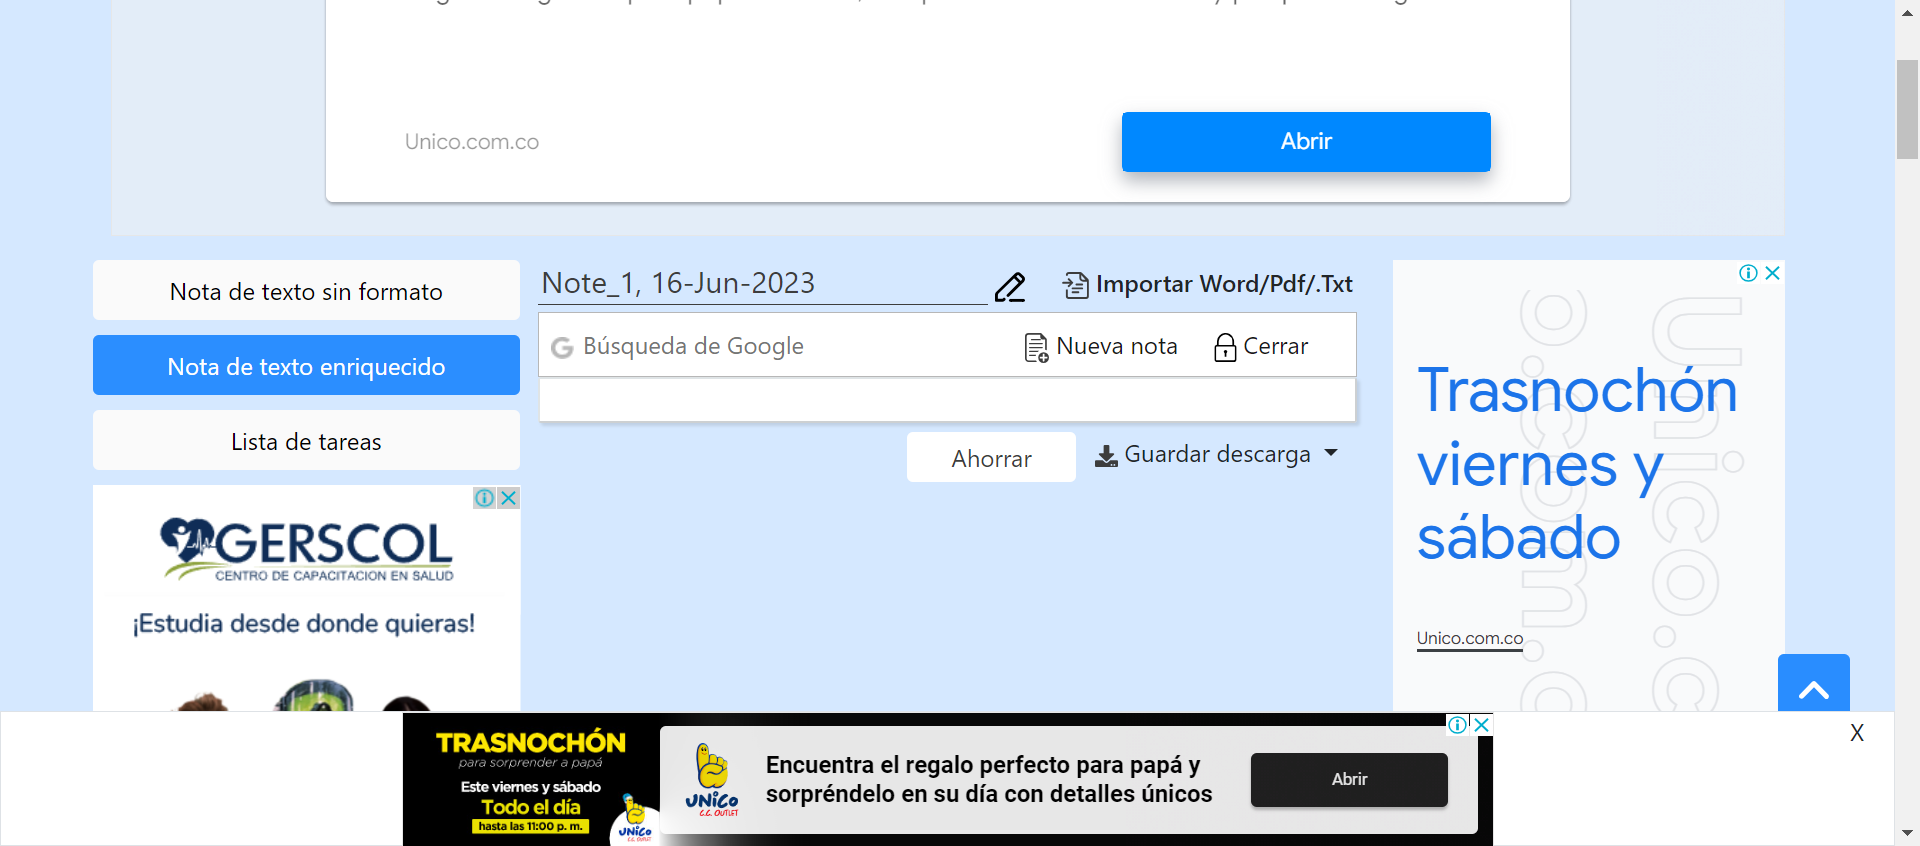 Unico.com.co
Abrir
Nota de texto sin formato
Nota de texto enriquecido
Lista de tareas
Note_1, 16-Jun-2023
Importar Word/Pdf/.Txt
Búsqueda de Google
Nueva nota
Cerrar
Ahorrar
Guardar descarga
GERSCOL
CENTRO DE CAPACITACION EN SALUD
¡Estudia desde donde quieras!
Trasnochón
viernes y
sábado
Unico.com.co
Unico.c
o.com.o
X
TRASNOCHÓN
para sorprender a papá
Este viernes y sábado
Todo el día
hasta las 11:00 p. m.
UNiCO
C.C. OUTLET
UNiCO
C.C. OUTLET
Encuentra el regalo perfecto para papá y
sorpréndelo en su día con detalles únicos
Abrir